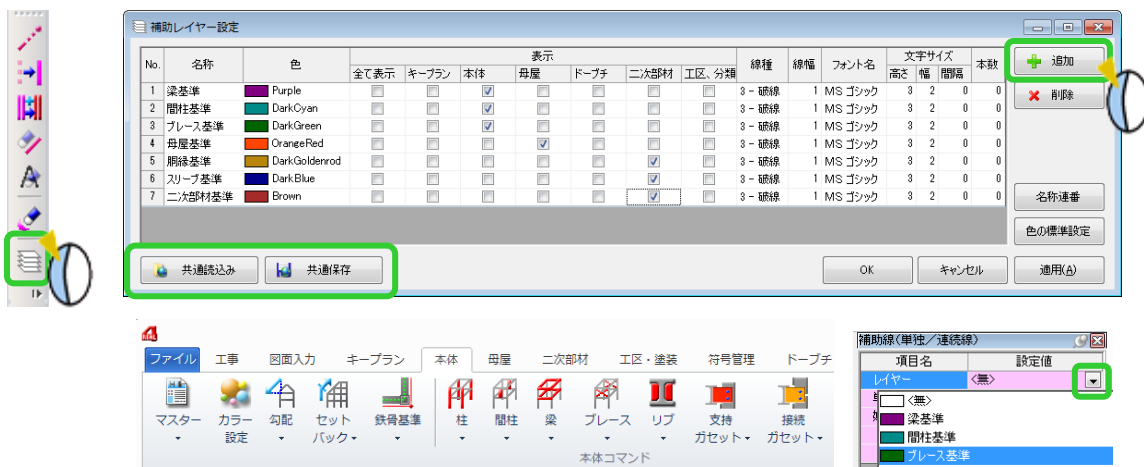 補助レイヤー設定
No. 名称 色 表示 線種 線幅 フォント名 文字サイズ 本数
全て表示 キープラン 本体 母屋 ドーブチ 二次部材 工区、分類 高さ 幅 間隔
1 梁基準 Purple 3 - 破線 1 MS ゴシック 3 2 0 0
2 間柱基準 DarkCyan 3 - 破線 1 MS ゴシック 3 2 0 0
3 ブレース基準 DarkGreen 3 - 破線 1 MS ゴシック 3 2 0 0
4 母屋基準 OrangeRed 3 - 破線 1 MS ゴシック 3 2 0 0
5 胴縁基準 DarkGoldenrod 3 - 破線 1 MS ゴシック 3 2 0 0
6 スリーブ基準 DarkBlue 3 - 破線 1 MS ゴシック 3 2 0 0
7 二次部材基準 Brown 3 - 破線 1 MS ゴシック 3 2 0 0
追加
削除
名称連番
色の標準設定
共通読込み 共通保存 OK キャンセル 適用(A)
ファイル 工事 図面入力 キープラン 本体 母屋 二次部材 工区・塗装 符号管理 ドーブチ
マスター カラー設定 勾配 セットバック 鉄骨基準 柱 間柱 梁 ブレース リブ 支持ガセット 接続ガセット
本体コマンド
補助線(単独／連続線)
項目名 設定値
レイヤー <無>
<無>
梁基準
間柱基準
ブレース基準